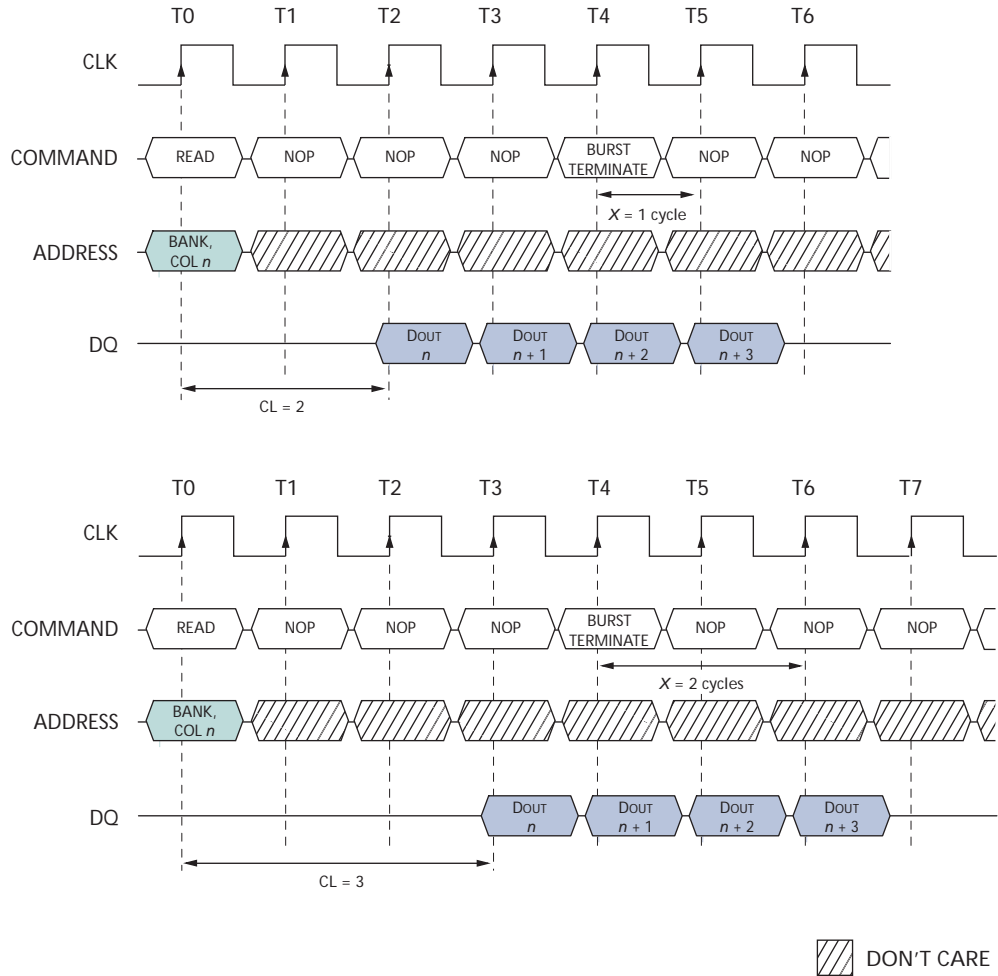 T0 T1 T2 T3 T4 T5 T6
CLK
COMMAND READ NOP NOP NOP BURST TERMINATE NOP NOP
X = 1 cycle
ADDRESS BANK, COL n
DQ DOUT n DOUT n + 1 DOUT n + 2 DOUT n + 3
CL = 2
T0 T1 T2 T3 T4 T5 T6 T7
CLK
COMMAND READ NOP NOP NOP BURST TERMINATE NOP NOP NOP
X = 2 cycles
ADDRESS BANK, COL n
DQ DOUT n DOUT n + 1 DOUT n + 2 DOUT n + 3
CL = 3
DON'T CARE